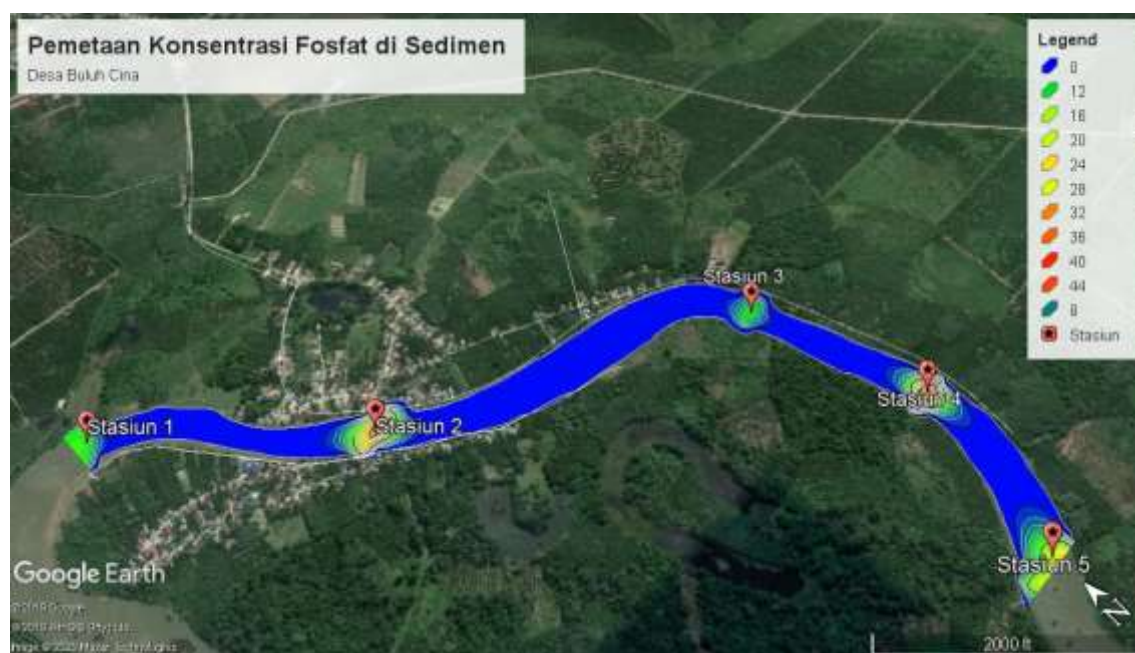 Pemetaan Konsentrasi Fosfat di Sedimen
Desa Buluh Cina
Legend
0
12
16
20
24
28
32
36
40
44
8
Stasiun
Stasiun 3
Stasiun 4
Stasiun 1
Stasiun 2
Stasiun 5
Google Earth
N
2000 ft